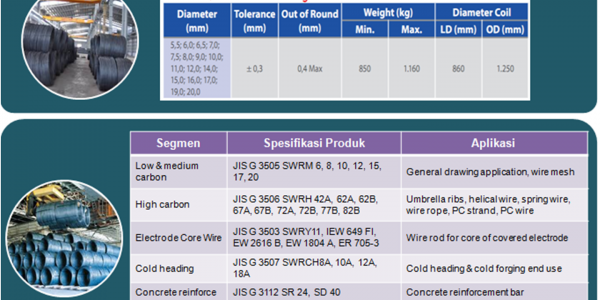 Diameter (mm) Tolerance (mm) Out of Round (mm) Weight (kg) Diameter Coil
Min. Max. LD (mm) OD (mm)
5,5; 6,0; 6,5; 7,0;
7,5; 8,0; 9,0; 10,0;
11,0; 12,0; 14,0;
15,0; 16,0; 17,0;
19,0; 20,0
± 0,3 0,4 Max 850 1.160 860 1.250
Segmen Spesifikasi Produk Aplikasi
Low & medium carbon
JIS G 3505 SWRM 6, 8, 10, 12, 15,
17, 20
General drawing application, wire mesh
High carbon
JIS G 3506 SWRH 42A, 62A, 62B,
67A, 67B, 72A, 72B, 77B, 82B
Umbrella ribs, helical wire, spring wire,
wire rope, PC strand, PC wire
Electrode Core Wire
JIS G 3503 SWRY11, IEW 649 FI,
EW 2616 B, EW 1804 A, ER 705-3
Wire rod for core of covered electrode
Cold heading
JIS G 3507 SWRCH8A, 10A, 12A,
18A
Cold heading & cold forging end use
Concrete reinforce JIS G 3112 SR 24, SD 40 Concrete reinforcement bar